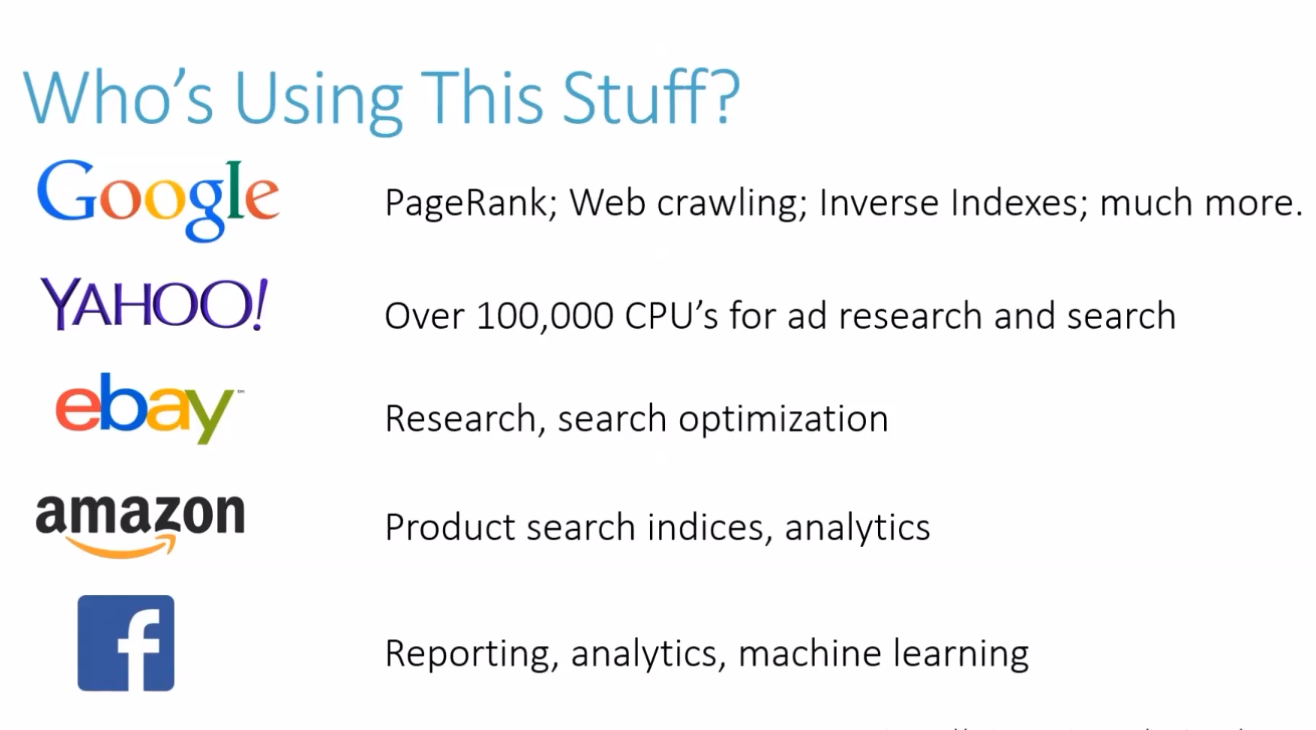 Who's Using This Stuff?
Google PageRank; Web crawling; Inverse Indexes; much more.
YAHOO! Over 100,000 CPU's for ad research and search
ebay Research, search optimization
amazon Product search indices, analytics
f Reporting, analytics, machine learning